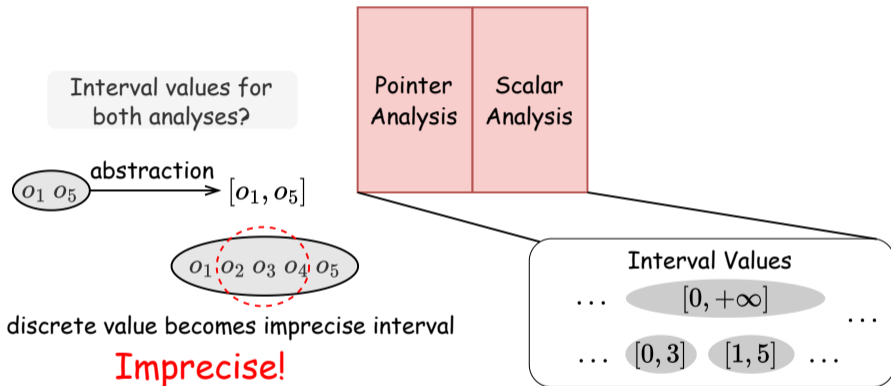 Interval values for
both analyses?
Pointer
Analysis
Scalar
Analysis
abstraction
o₁ o₅
[o₁, o₅]
o₁ o₂ o₃ o₄ o₅
discrete value becomes imprecise interval
Imprecise!
Interval Values
... [0, +∞] ...
... [0, 3] [1, 5] ...